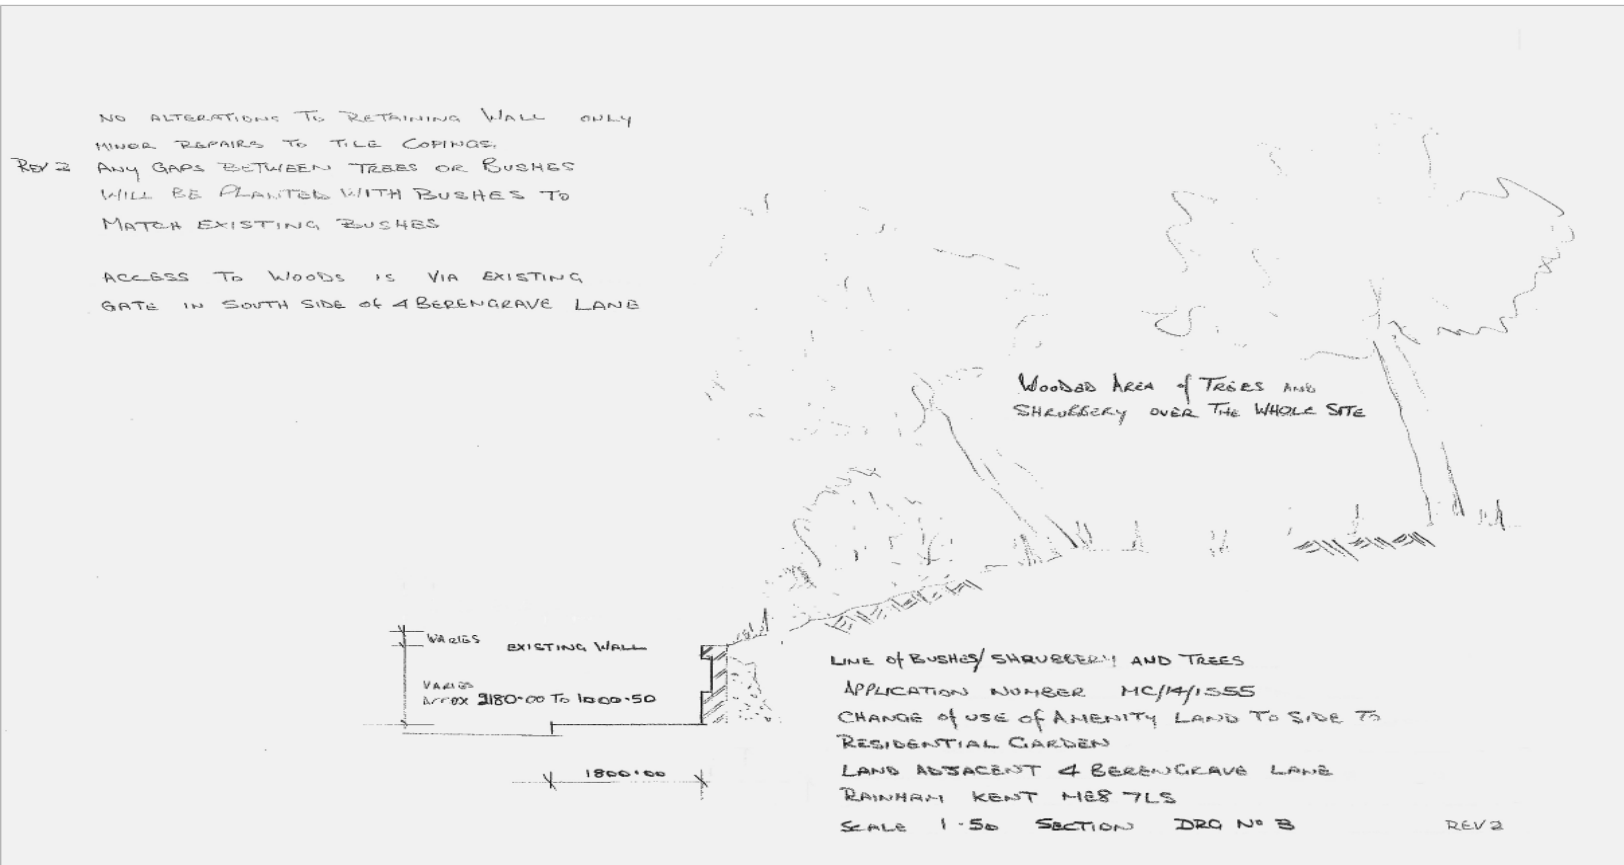 NO ALTERATIONS TO RETAINING WALL ONLY
MINOR REPAIRS TO TILE COPINGS.
REV 2 ANY GAPS BETWEEN TREES OR BUSHES
WILL BE PLANTED WITH BUSHES TO
MATCH EXISTING BUSHES
ACCESS TO WOODS IS VIA EXISTING
GATE IN SOUTH SIDE OF 4 BERENGRAVE LANE
WOODED AREA of TREES AND
SHRUBBERY OVER THE WHOLE SITE
VARIES
EXISTING WALL
VARIES
APPROX 2180·00 TO 1000·50
1800·00
LINE of BUSHES/SHRUBBERY AND TREES
APPLICATION NUMBER MC/14/1555
CHANGE of USE of AMENITY LAND TO SIDE TO
RESIDENTIAL GARDEN
LAND ADJACENT 4 BERENGRAVE LANE
RAINHAM KENT ME8 7LS
SCALE 1·50 SECTION DRG No 3
REV 2